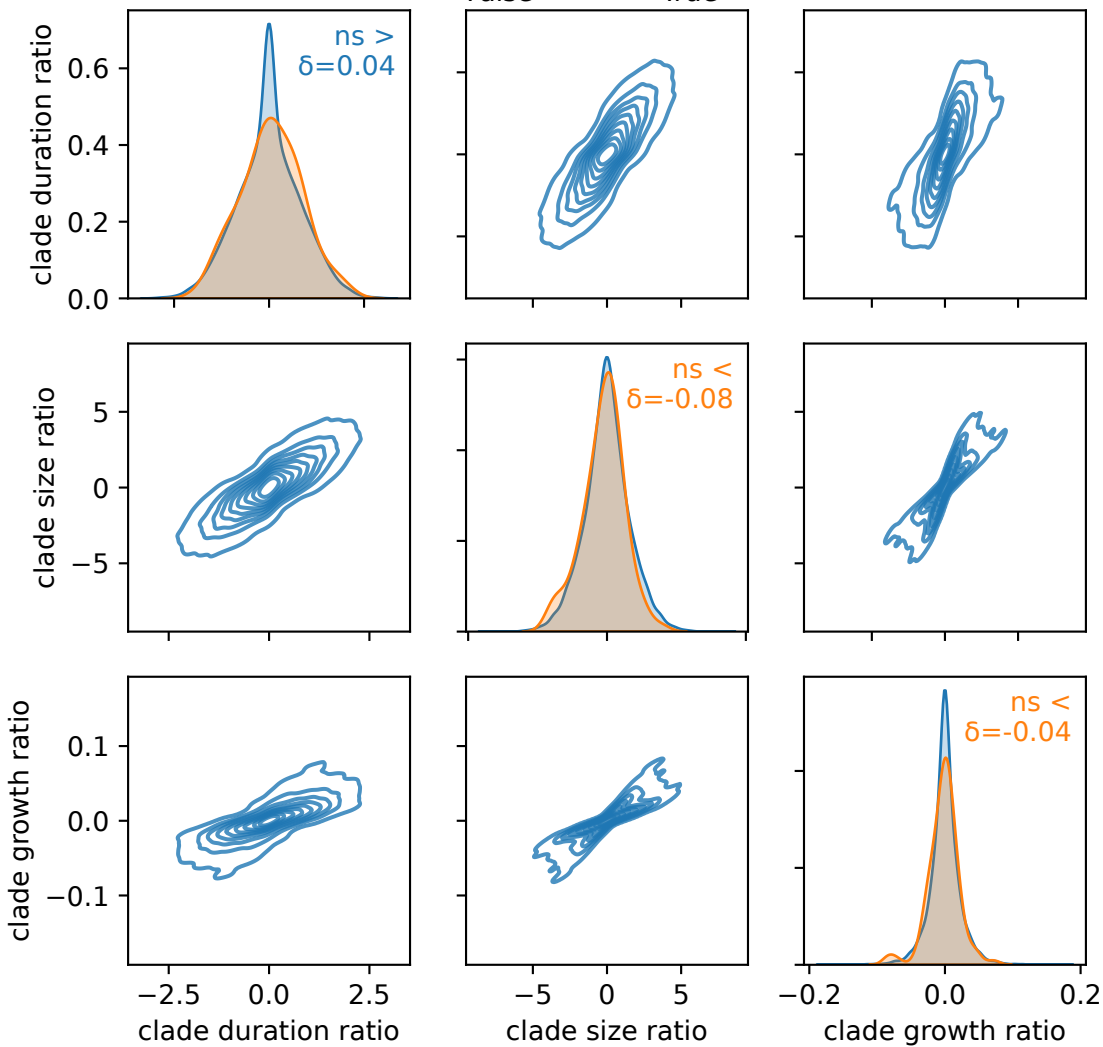 clade duration ratio
0.6
0.4
0.2
0.0
ns >
δ=0.04
clade size ratio
5
0
−5
ns <
δ=-0.08
clade growth ratio
0.1
0.0
−0.1
ns <
δ=-0.04
−2.5
0.0
2.5
−5
0
5
−0.2
0.0
0.2
clade duration ratio
clade size ratio
clade growth ratio